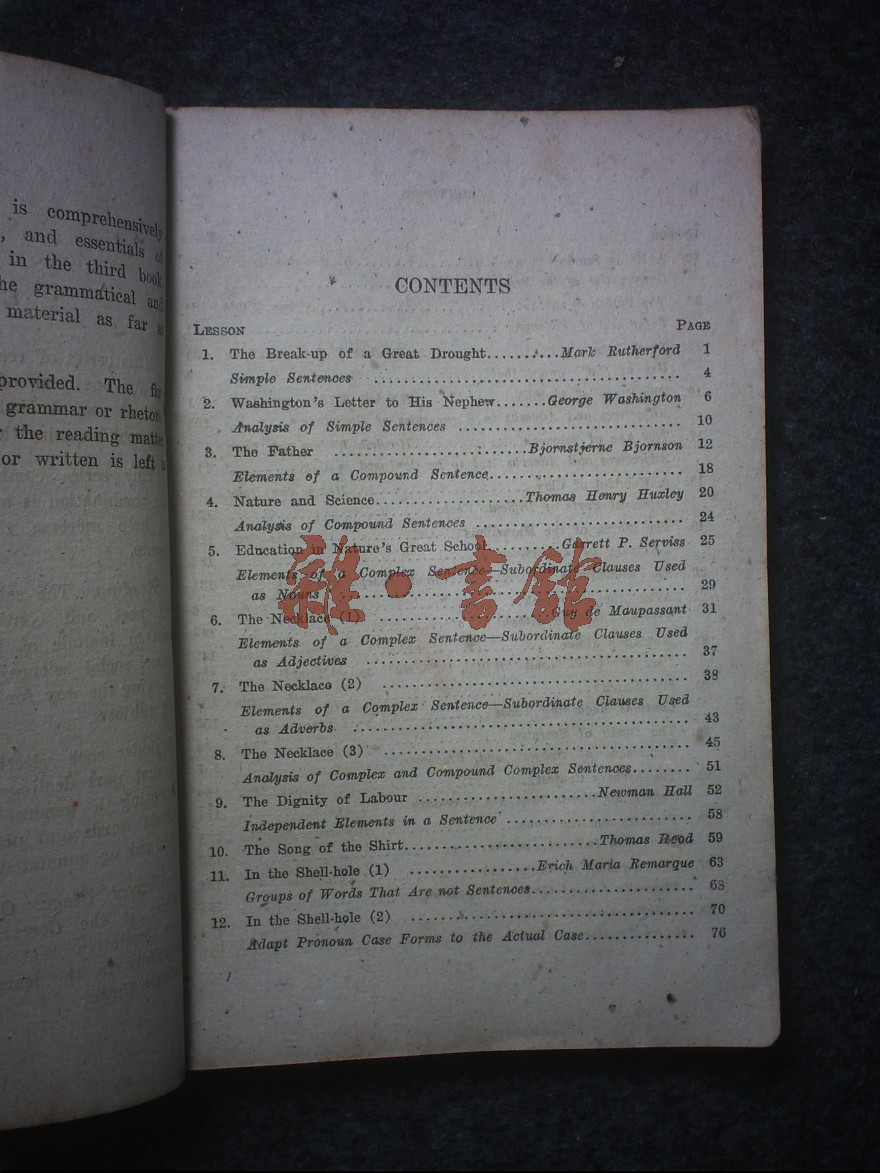 is comprehensively
, and essentials of
in the third book
he grammatical and
material as far
provided. The
grammar or
the reading
or written is left
CONTENTS
LESSON PAGE
1. The Break-up of a Great Drought..........Mark Rutherford 1
Simple Sentences .......................................... 4
2. Washington's Letter to His Nephew.......George Washington 6
Analysis of Simple Sentences ............................... 10
3. The Father ..........................Bjornstjerne Bjornson 12
Elements of a Compound Sentence........................... 18
4. Nature and Science.....................Thomas Henry Huxley 20
Analysis of Compound Sentences ............................ 24
5. Education in Nature's Great School..........Garrett P. Serviss 25
Elements of a Complex Sentence—Subordinate Clauses Used
as Nouns ................................................ 29
6. The Necklace (1) .......................Guy de Maupassant 31
Elements of a Complex Sentence—Subordinate Clauses Used
as Adjectives ............................................ 37
7. The Necklace (2) .......................................... 38
Elements of a Complex Sentence—Subordinate Clauses Used
as Adverbs .............................................. 43
8. The Necklace (3) .......................................... 45
Analysis of Complex and Compound Complex Sentences........ 51
9. The Dignity of Labour ........................Newman Hall 52
Independent Elements in a Sentence ......................... 58
10. The Song of the Shirt..........................Thomas Hood 59
11. In the Shell-hole (1) .................Erich Maria Remarque 63
Groups of Words That Are not Sentences...................... 68
12. In the Shell-hole (2) ....................................... 70
Adapt Pronoun Case Forms to the Actual Case............... 76
雜·書館